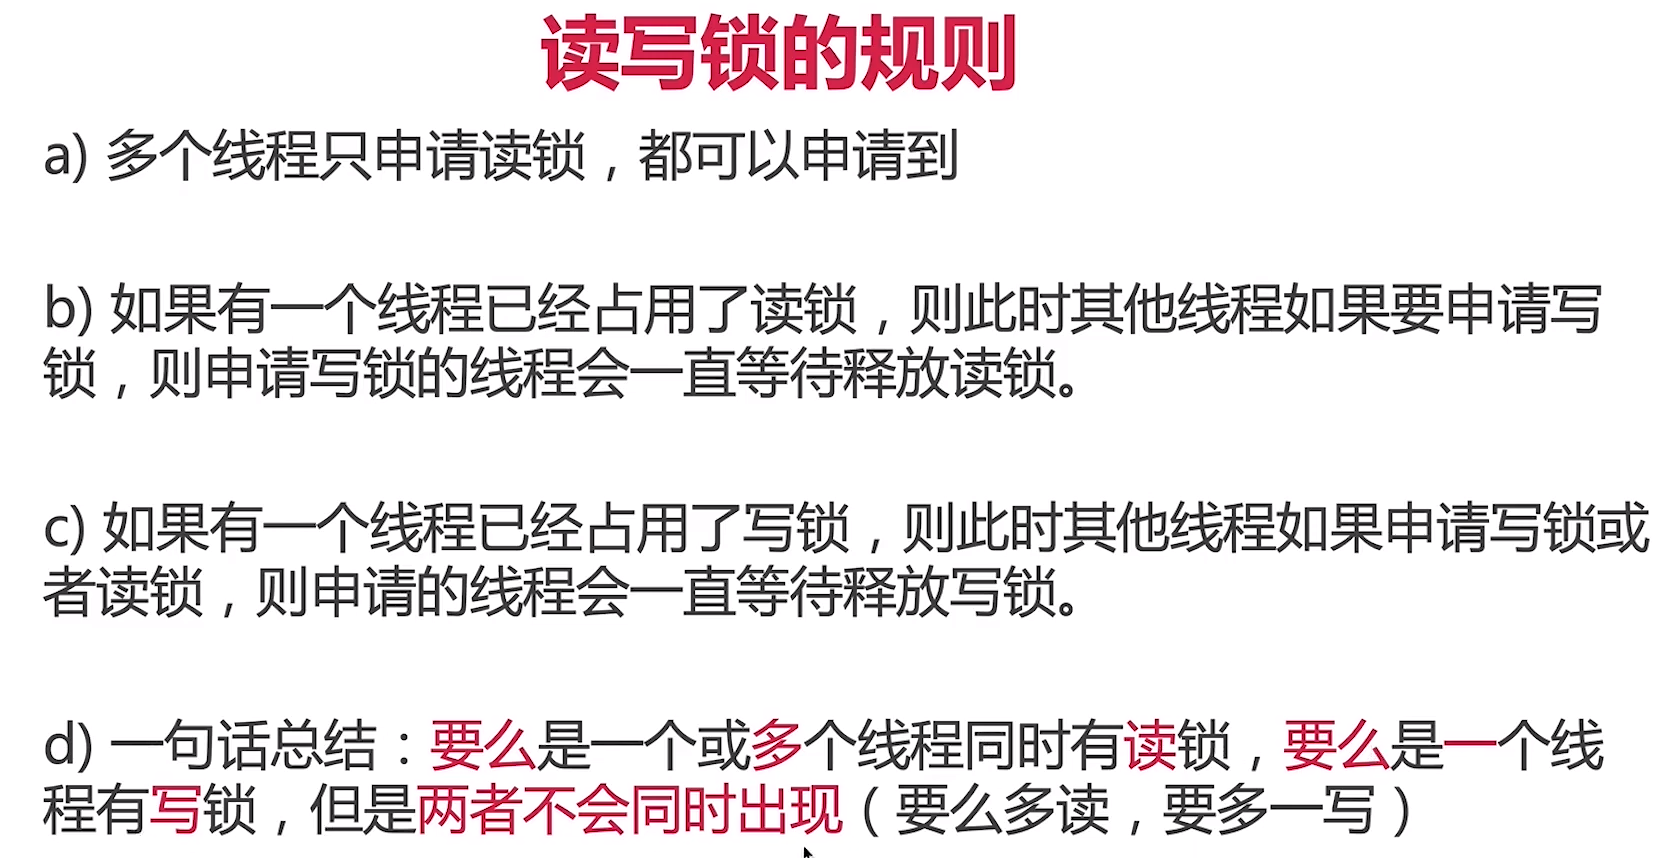 读写锁的规则
a) 多个线程只申请读锁，都可以申请到
b) 如果有一个线程已经占用了读锁，则此时其他线程如果要申请写
锁，则申请写锁的线程会一直等待释放读锁。
c) 如果有一个线程已经占用了写锁，则此时其他线程如果申请写锁或
者读锁，则申请的线程会一直等待释放写锁。
d) 一句话总结：要么是一个或多个线程同时有读锁，要么是一个线
程有写锁，但是两者不会同时出现（要么多读，要多一写）